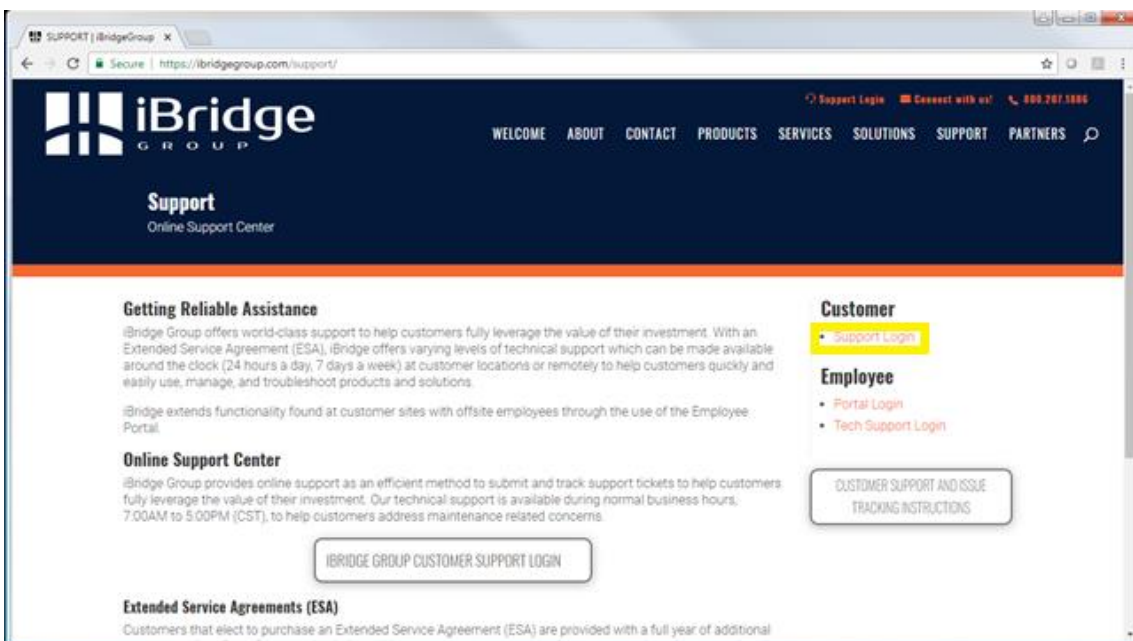 SUPPORT | iBridgeGroup
Secure | https://ibridgegroup.com/support/
Support Login Connect with us! 800.207.1886
iBridge
GROUP
WELCOME ABOUT CONTACT PRODUCTS SERVICES SOLUTIONS SUPPORT PARTNERS
Support
Online Support Center
Getting Reliable Assistance
iBridge Group offers world-class support to help customers fully leverage the value of their investment. With an
Extended Service Agreement (ESA), iBridge offers varying levels of technical support which can be made available
around the clock (24 hours a day, 7 days a week) at customer locations or remotely to help customers quickly and
easily use, manage, and troubleshoot products and solutions.
iBridge extends functionality found at customer sites with offsite employees through the use of the Employee
Portal.
Online Support Center
iBridge Group provides online support as an efficient method to submit and track support tickets to help customers
fully leverage the value of their investment. Our technical support is available during normal business hours,
7:00AM to 5:00PM (CST), to help customers address maintenance related concerns.
IBRIDGE GROUP CUSTOMER SUPPORT LOGIN
Extended Service Agreements (ESA)
Customers that elect to purchase an Extended Service Agreement (ESA) are provided with a full year of additional
Customer
• Support Login
Employee
• Portal Login
• Tech Support Login
CUSTOMER SUPPORT AND ISSUE
TRACKING INSTRUCTIONS